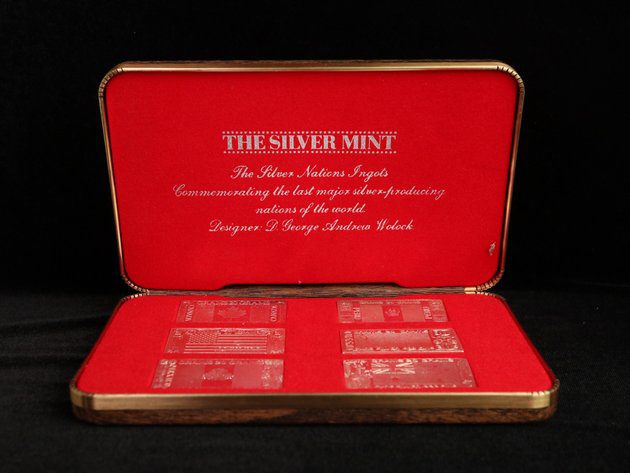 THE SILVER MINT
The Silver Nations Ingots
Commemorating the last major silver-producing
nations of the world.
Designer: D. George Andrew Wolock